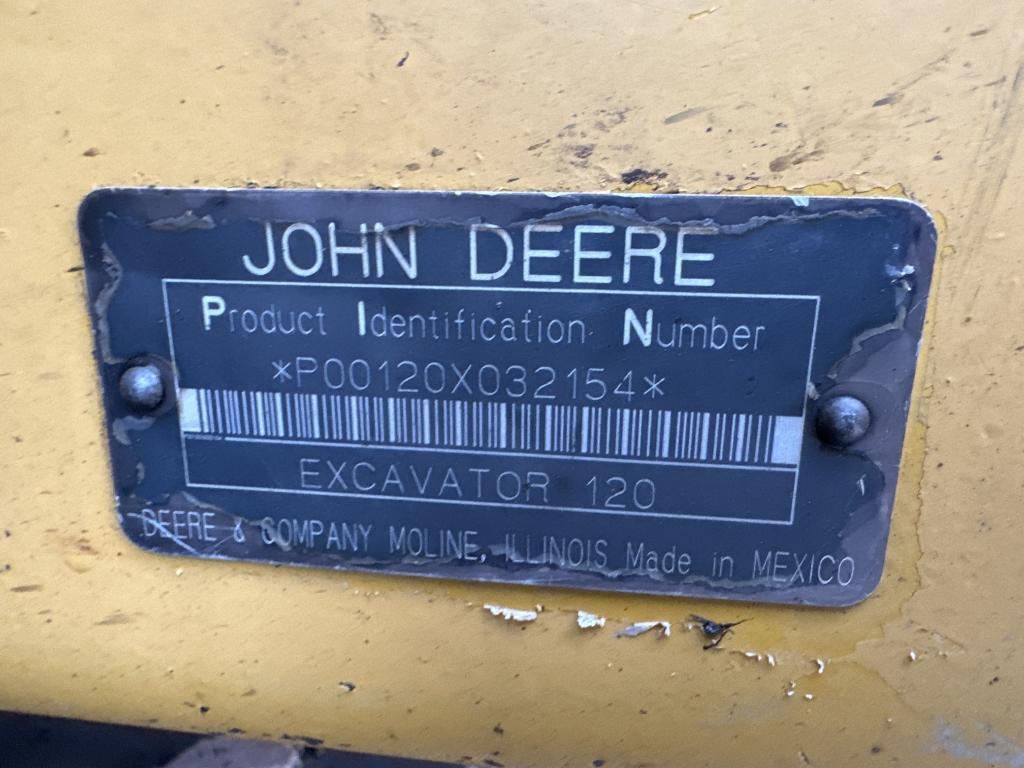 JOHN DEERE
Product Identification Number
*P00120X032154*
EXCAVATOR 120
DEERE & COMPANY MOLINE, ILLINOIS Made in MEXICO